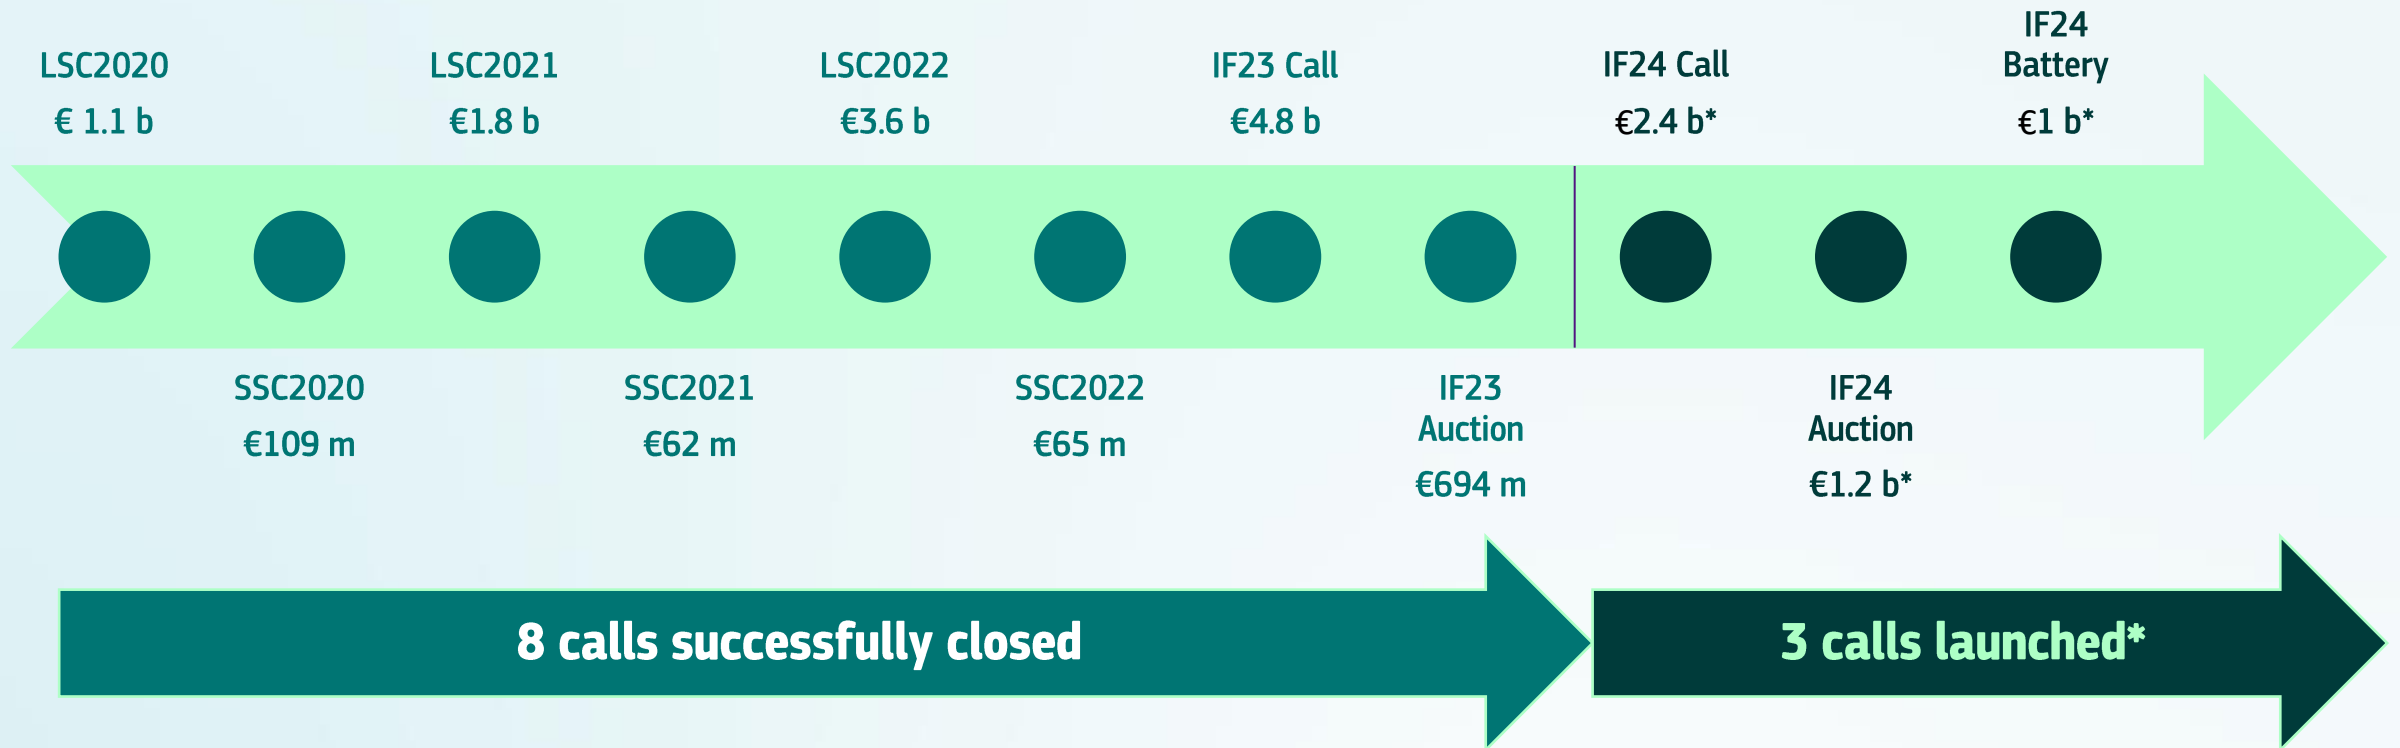 LSC2020
€ 1.1 b
LSC2021
€1.8 b
LSC2022
€3.6 b
IF23 Call
€4.8 b
IF24 Call
€2.4 b*
IF24
Battery
€1 b*
SSC2020
€109 m
SSC2021
€62 m
SSC2022
€65 m
IF23
Auction
€694 m
IF24
Auction
€1.2 b*
8 calls successfully closed
3 calls launched*